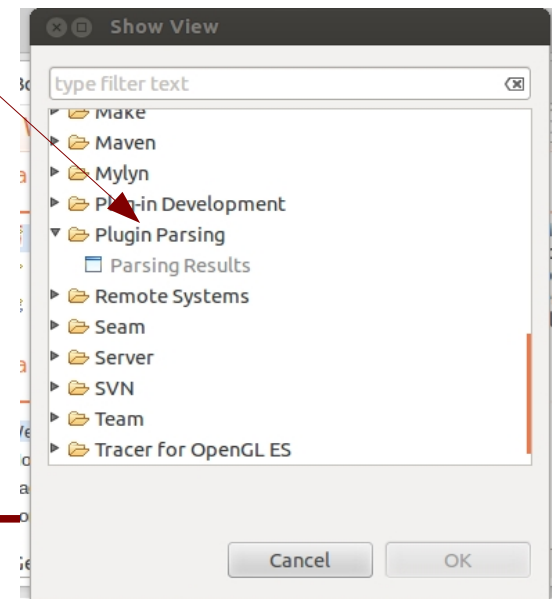 Show View
type filter text
Make
Maven
Mylyn
Plug-in Development
Plugin Parsing
Parsing Results
Remote Systems
Seam
Server
SVN
Team
Tracer for OpenGL ES
Cancel
OK